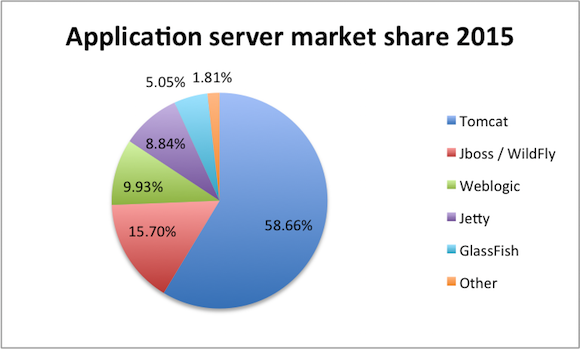 Application server market share 2015
5.05%
1.81%
8.84%
9.93%
15.70%
58.66%
Tomcat
Jboss / WildFly
Weblogic
Jetty
GlassFish
Other